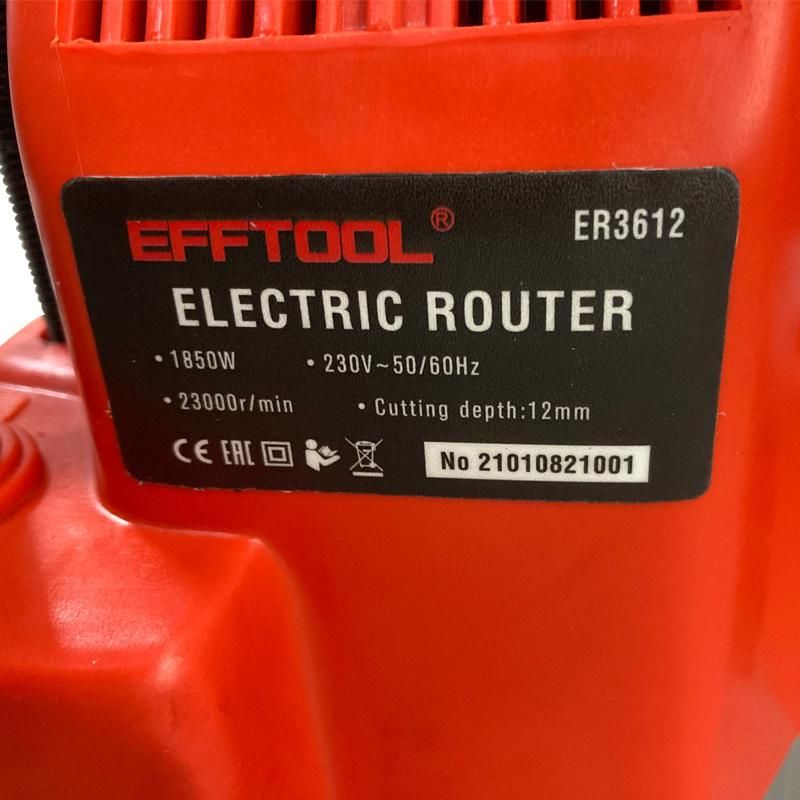 EFFTOOL® ER3612
ELECTRIC ROUTER
• 1850W • 230V~50/60Hz
• 23000r/min • Cutting depth:12mm
CE EAC No 21010821001